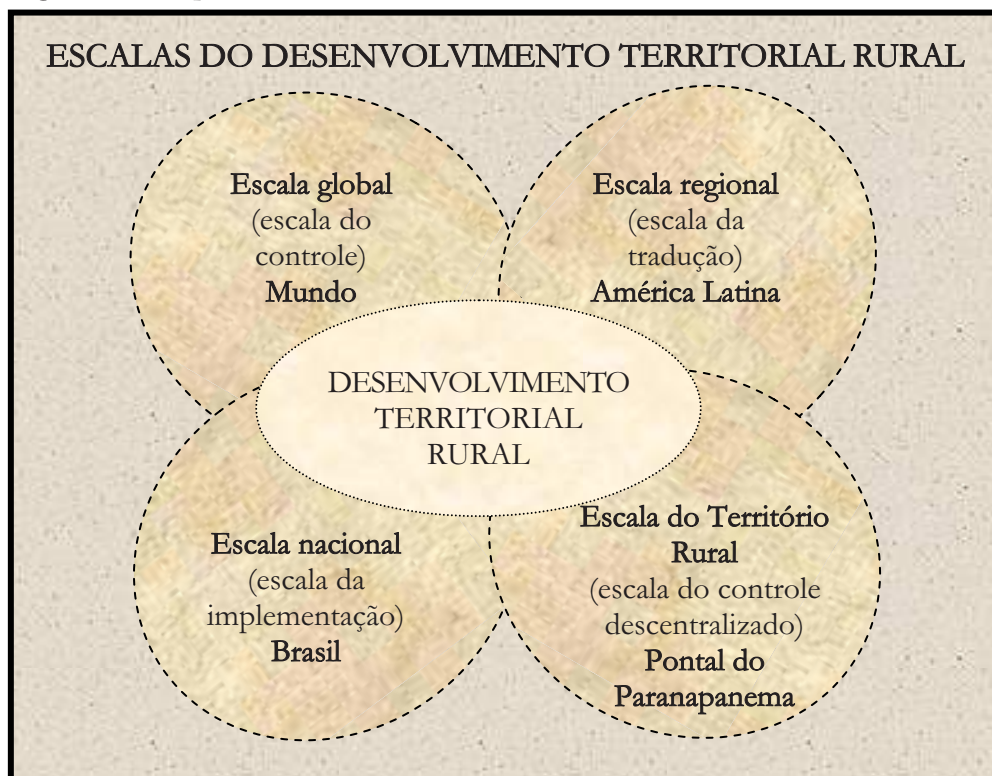 ESCALAS DO DESENVOLVIMENTO TERRITORIAL RURAL
Escala global
(escala do
controle)
Mundo
Escala regional
(escala da
tradução)
América Latina
DESENVOLVIMENTO
TERRITORIAL
RURAL
Escala nacional
(escala da
implementação)
Brasil
Escala do Território
Rural
(escala do controle
descentralizado)
Pontal do
Paranapanema